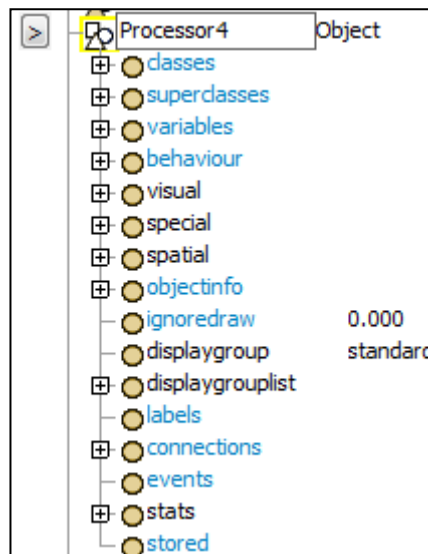 > Processor4 Object
classes
superclasses
variables
behaviour
visual
special
spatial
objectinfo
ignoredraw 0.000
displaygroup standard
displaygrouplist
labels
connections
events
stats
stored